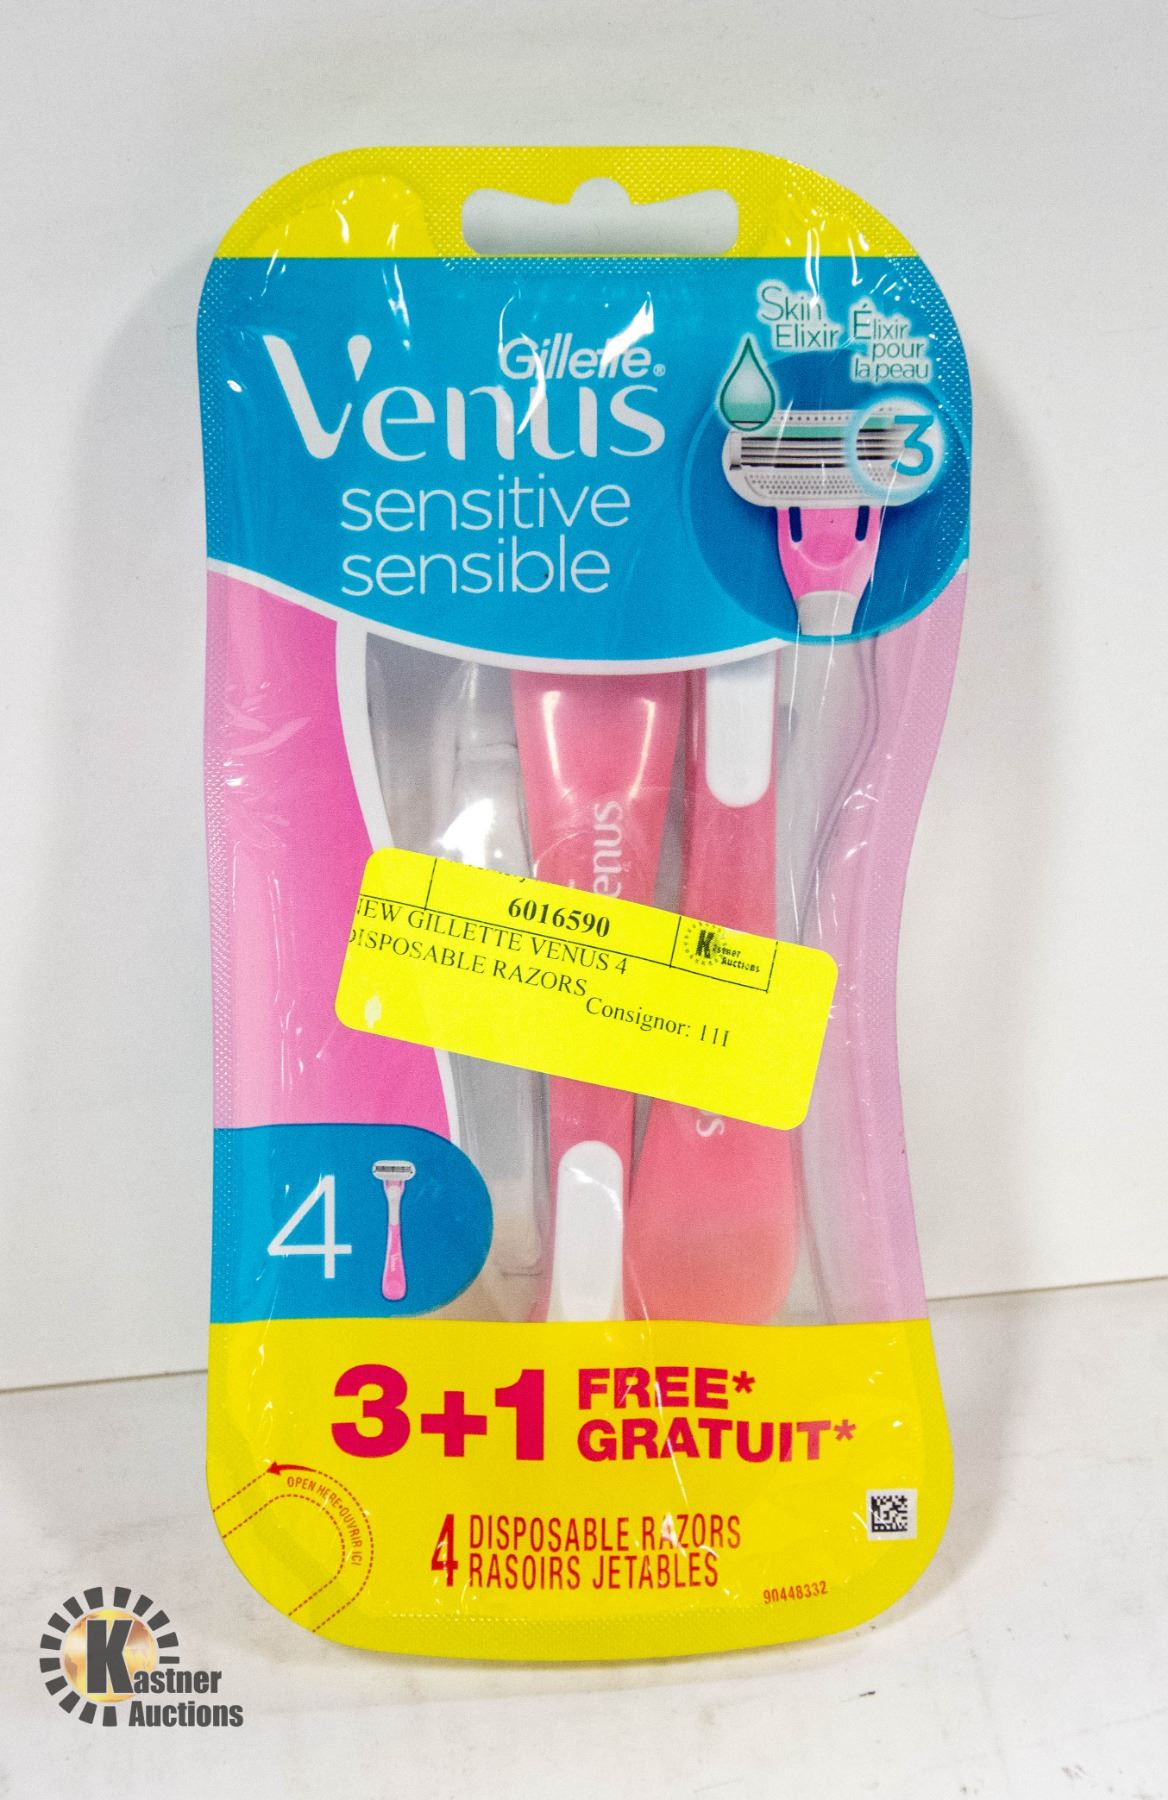 Gillette®
Venus
sensitive
sensible
Skin
Elixir
Élixir
pour
la peau
3
enus
6016590
NEW GILLETTE VENUS 4
DISPOSABLE RAZORS
Consignor: 111
Kastner
Auctions
4
Venus
3+1 FREE*
GRATUIT*
OPEN HERE·OUVRIR ICI
4 DISPOSABLE RAZORS
RASOIRS JETABLES
90448332
Kastner
Auctions